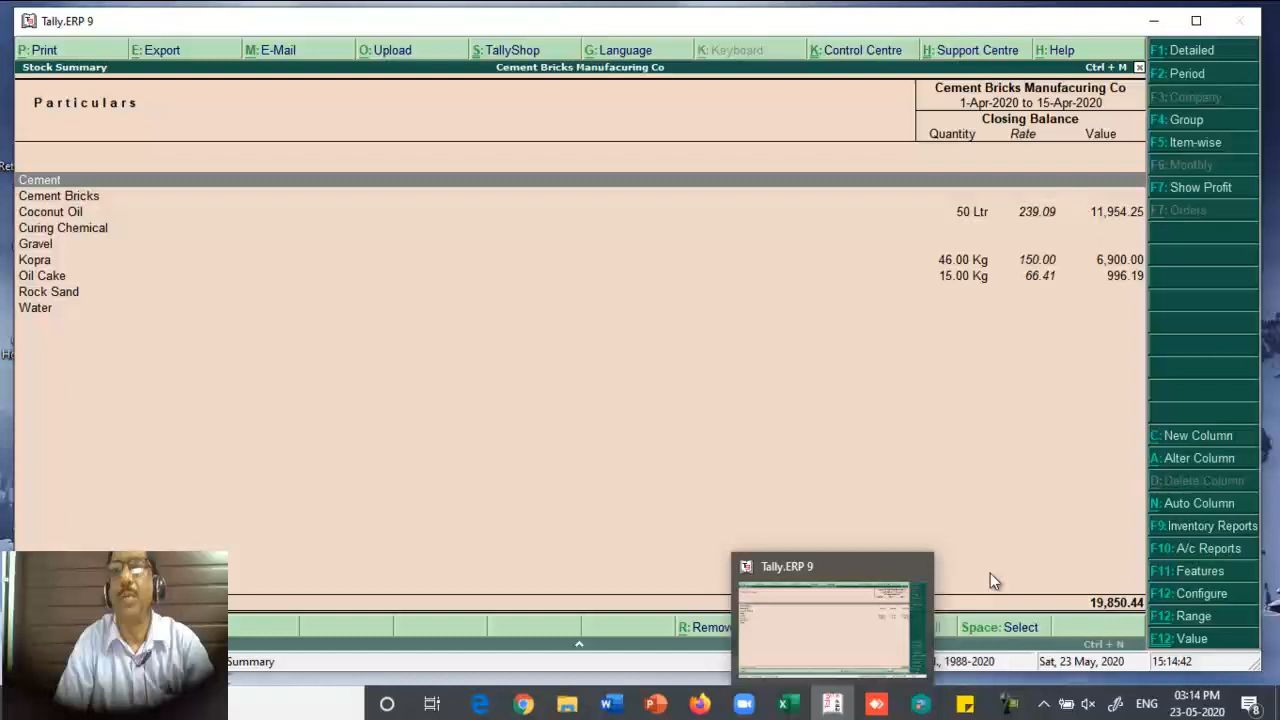 Tally.ERP 9
P: Print E: Export M: E-Mail O: Upload S: TallyShop G: Language K: Keyboard K: Control Centre H: Support Centre H: Help
Stock Summary Cement Bricks Manufacuring Co Ctrl + M
Particulars
Cement Bricks Manufacuring Co
1-Apr-2020 to 15-Apr-2020
Closing Balance
Quantity Rate Value
Cement
Cement Bricks
Coconut Oil 50 Ltr 239.09 11,954.25
Curing Chemical
Gravel
Kopra 46.00 Kg 150.00 6,900.00
Oil Cake 15.00 Kg 66.41 996.19
Rock Sand
Water
19,850.44
F1: Detailed
F2: Period
F3: Company
F4: Group
F5: Item-wise
F6: Monthly
F7: Show Profit
F7: Orders
C: New Column
A: Alter Column
D: Delete Column
N: Auto Column
F9: Inventory Reports
F10: A/c Reports
F11: Features
F12: Configure
F12: Range
F12: Value
Tally.ERP 9
R: Remov Space: Select
Ctrl + N
Summary ., 1988-2020 Sat, 23 May, 2020 15:14:42
ENG 03:14 PM
23-05-2020 8